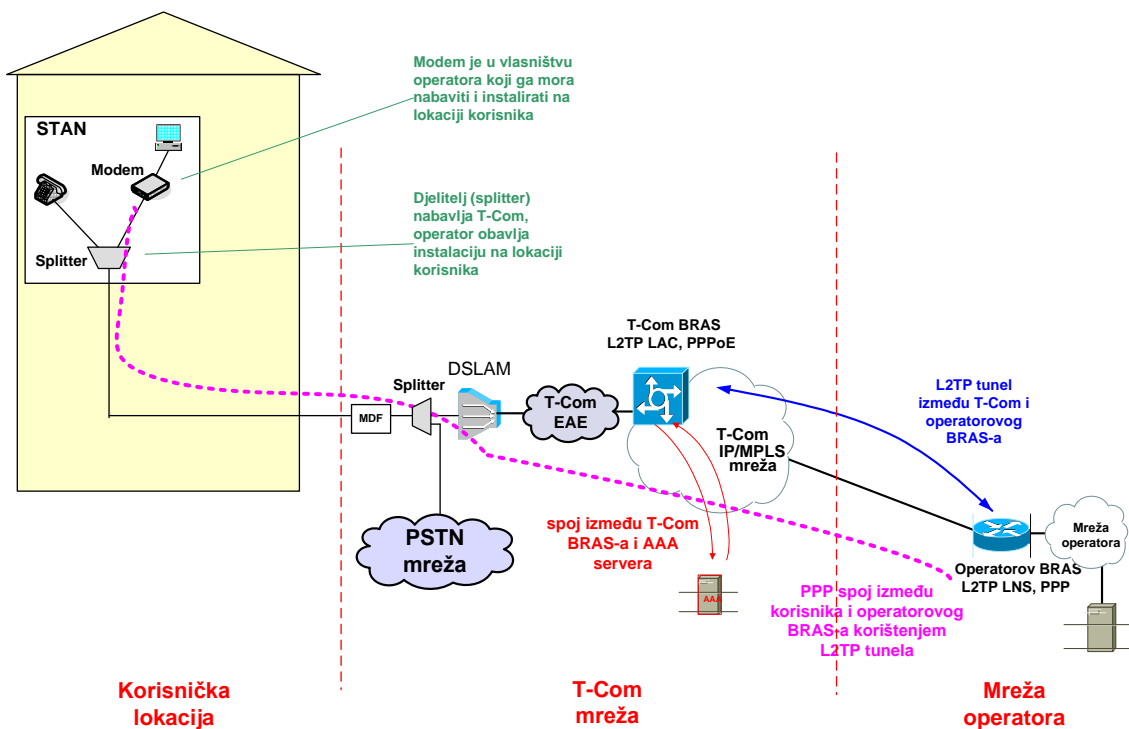 Modem je u vlasništvu
operatora koji ga mora
nabaviti i instalirati na
lokaciji korisnika
STAN
Modem
Djelitelj (splitter)
nabavlja T-Com,
operator obavlja
instalaciju na lokaciji
korisnika
Splitter
T-Com BRAS
L2TP LAC, PPPoE
DSLAM
Splitter
MDF
T-Com
EAE
T-Com
IP/MPLS
mreža
L2TP tunel
između T-Com i
operatorovog
BRAS-a
PSTN
mreža
spoj između T-Com
BRAS-a i AAA
servera
AAA
Mreža
operatora
Operatorov BRAS
L2TP LNS, PPP
PPP spoj između
korisnika i operatorovog
BRAS-a korištenjem
L2TP tunela
Korisnička
lokacija
T-Com
mreža
Mreža
operatora